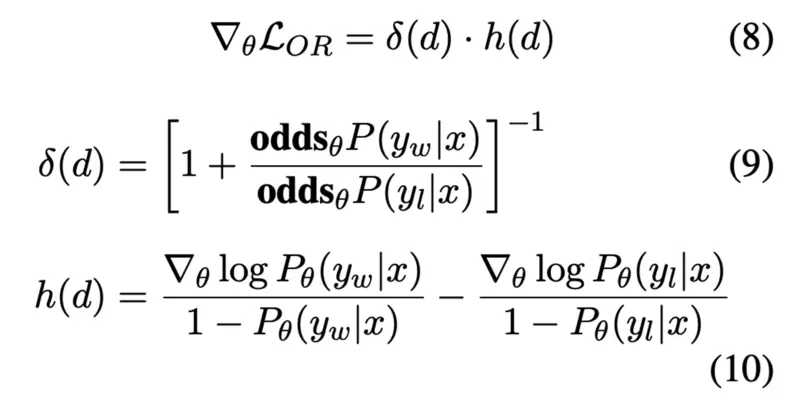 ∇θℒOR = δ(d) · h(d) (8)
δ(d) = [1 + oddsθP(yw|x) / oddsθP(yl|x)]⁻¹ (9)
h(d) = ∇θ log Pθ(yw|x) / 1 − Pθ(yw|x) − ∇θ log Pθ(yl|x) / 1 − Pθ(yl|x)
(10)